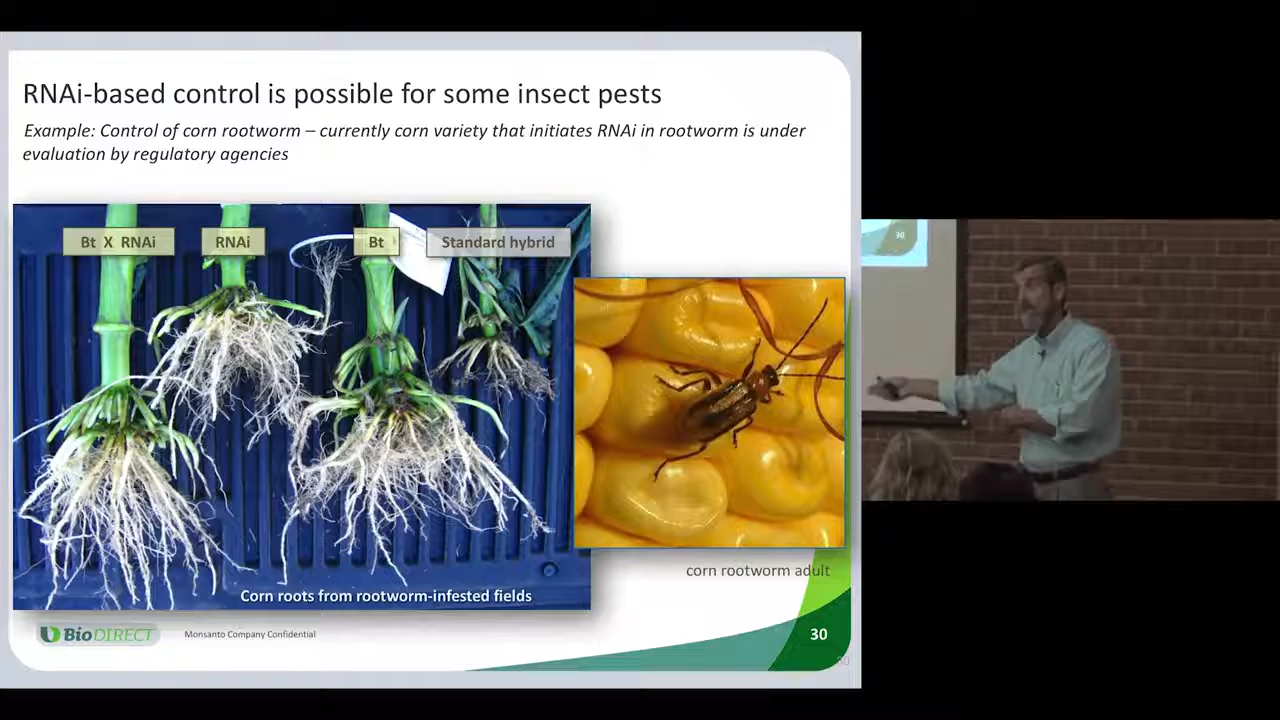 RNAi-based control is possible for some insect pests
Example: Control of corn rootworm – currently corn variety that initiates RNAi in rootworm is under
evaluation by regulatory agencies
Bt X RNAi
RNAi
Bt
Standard hybrid
corn rootworm adult
Corn roots from rootworm-infested fields
BioDIRECT
Monsanto Company Confidential
30
30
30